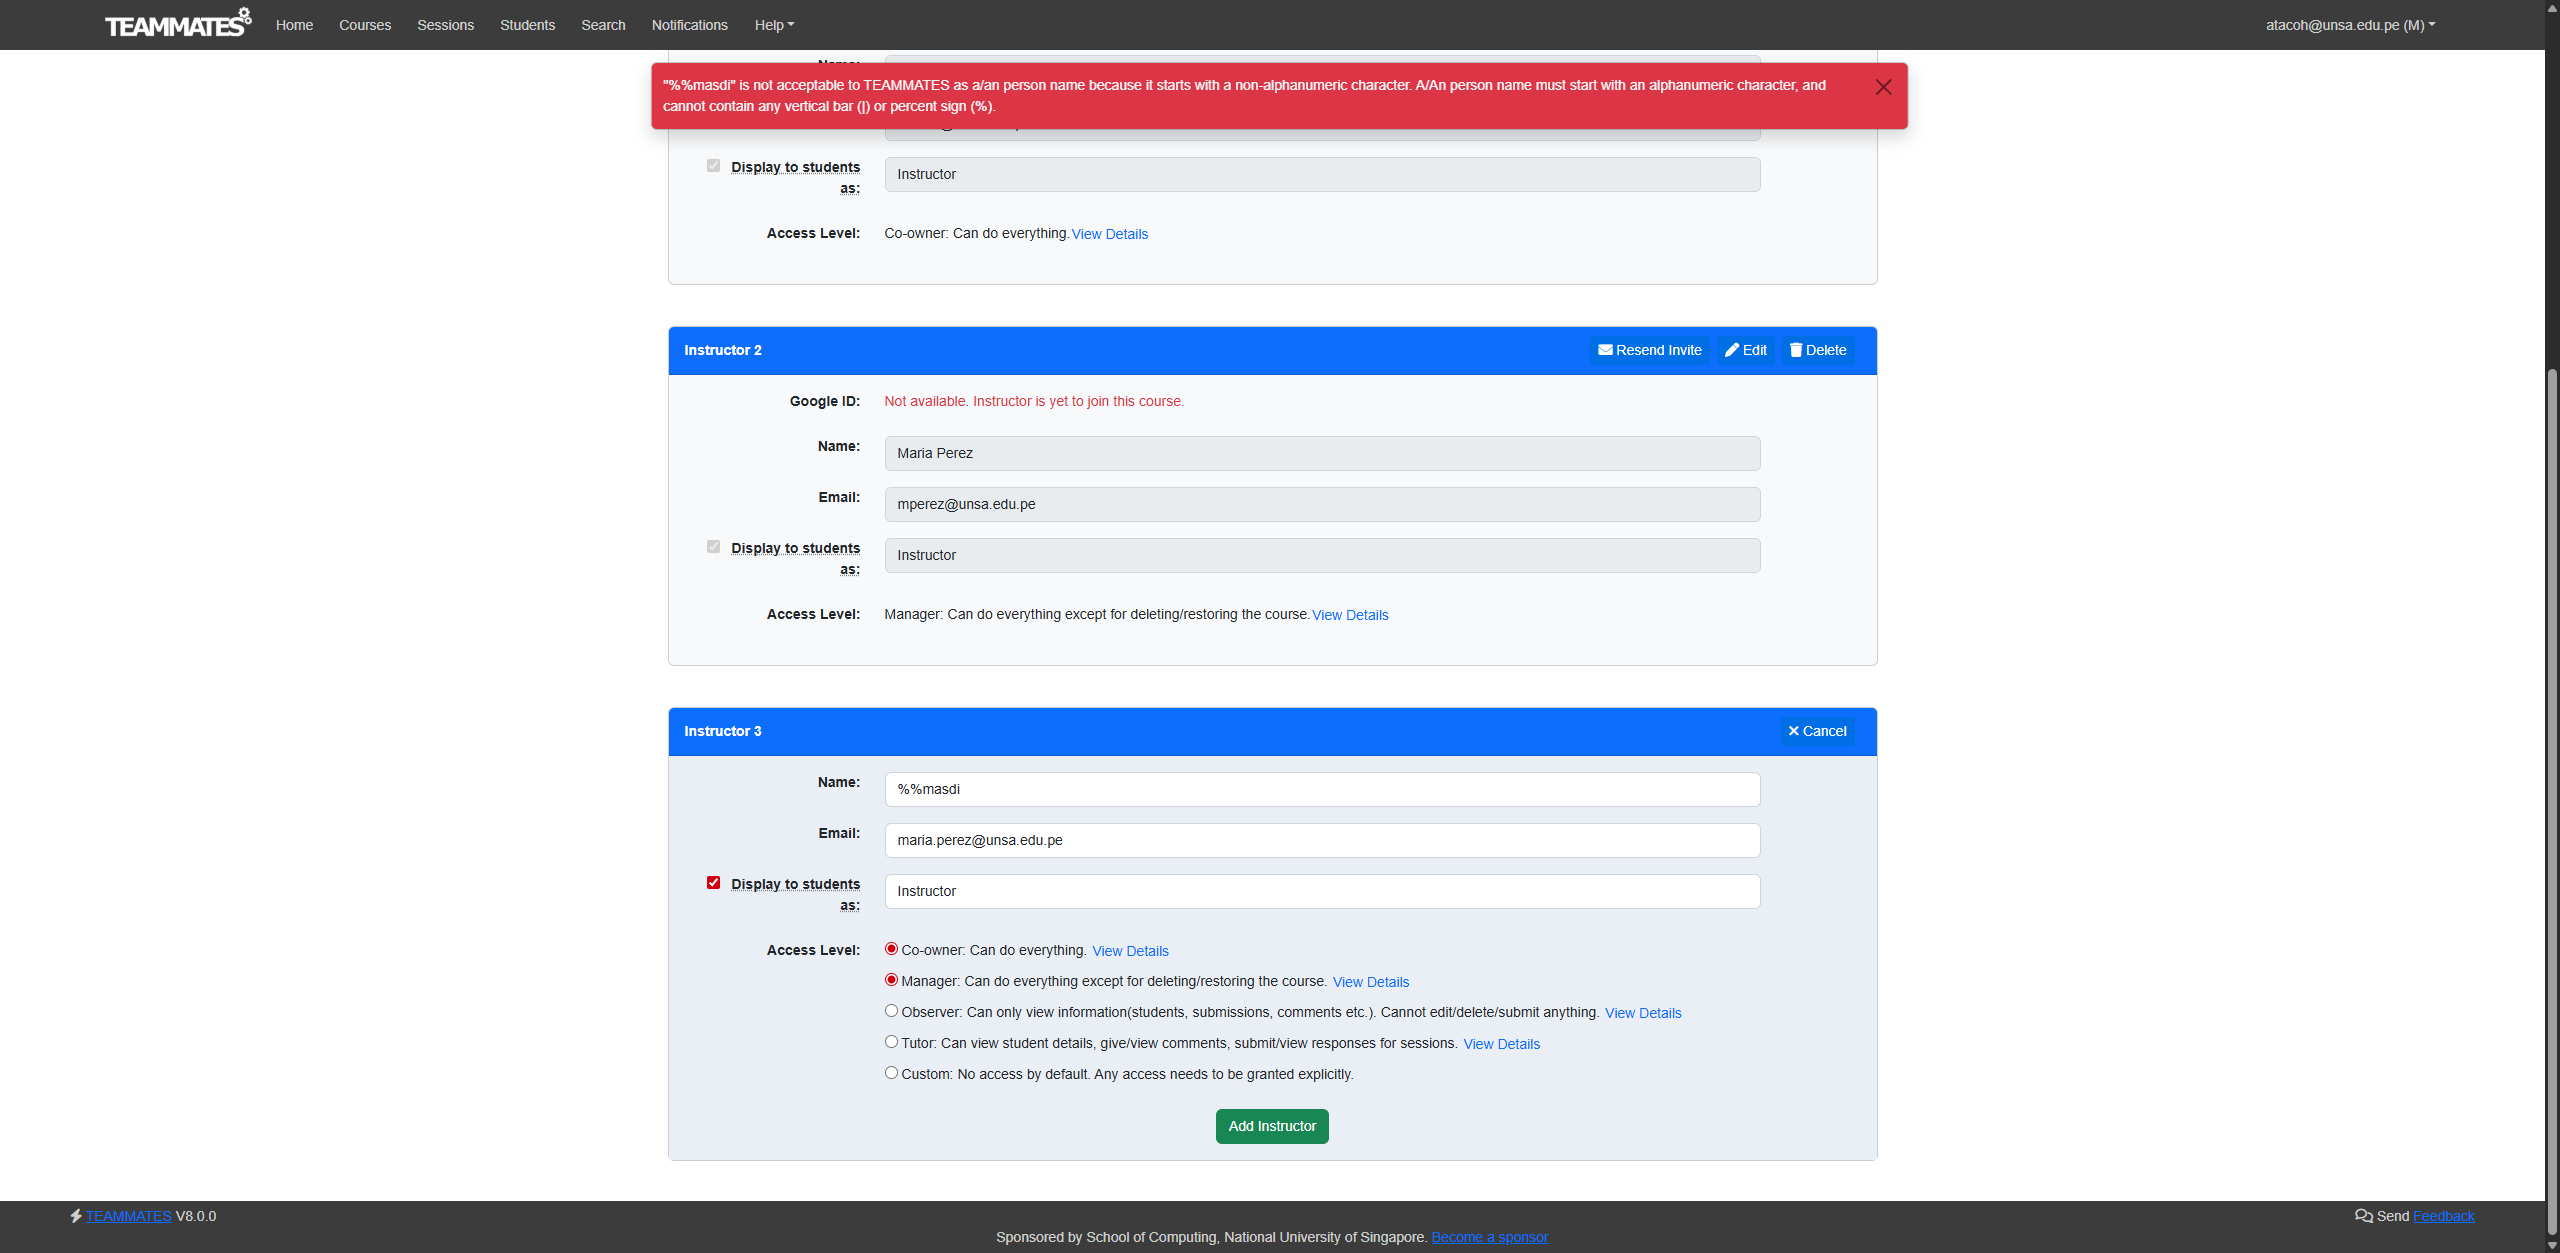 TEAMMATES
Home Courses Sessions Students Search Notifications Help
atacoh@unsa.edu.pe (M)
"%%masdi" is not acceptable to TEAMMATES as a/an person name because it starts with a non-alphanumeric character. A/An person name must start with an alphanumeric character, and
cannot contain any vertical bar (|) or percent sign (%).
Display to students
as:
Instructor
Access Level: Co-owner: Can do everything. View Details
Instructor 2
Resend Invite Edit Delete
Google ID: Not available. Instructor is yet to join this course.
Name: Maria Perez
Email: mperez@unsa.edu.pe
Display to students
as:
Instructor
Access Level: Manager: Can do everything except for deleting/restoring the course. View Details
Instructor 3
Cancel
Name: %%masdi
Email: maria.perez@unsa.edu.pe
Display to students
as:
Instructor
Access Level: Co-owner: Can do everything. View Details
Manager: Can do everything except for deleting/restoring the course. View Details
Observer: Can only view information(students, submissions, comments etc.). Cannot edit/delete/submit anything. View Details
Tutor: Can view student details, give/view comments, submit/view responses for sessions. View Details
Custom: No access by default. Any access needs to be granted explicitly.
Add Instructor
TEAMMATES V8.0.0
Send Feedback
Sponsored by School of Computing, National University of Singapore. Become a sponsor